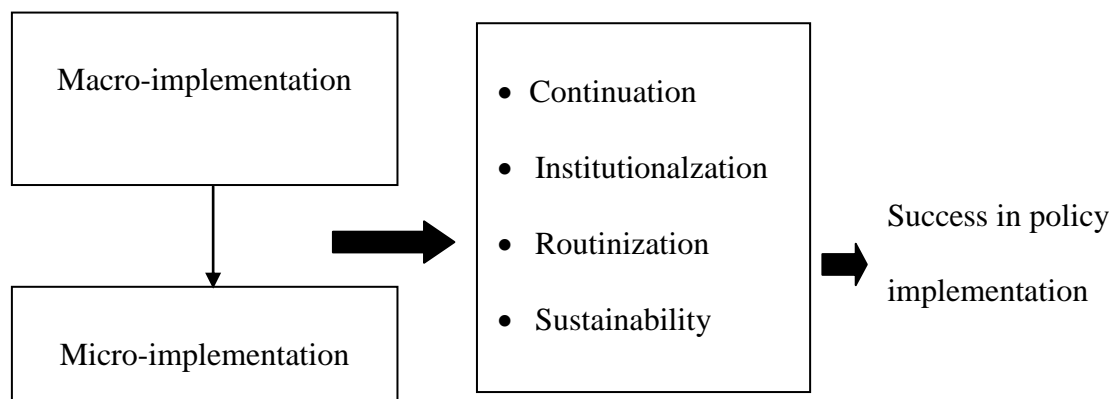 Macro-implementation
Micro-implementation
• Continuation
• Institutionalzation
• Routinization
• Sustainability
Success in policy
implementation